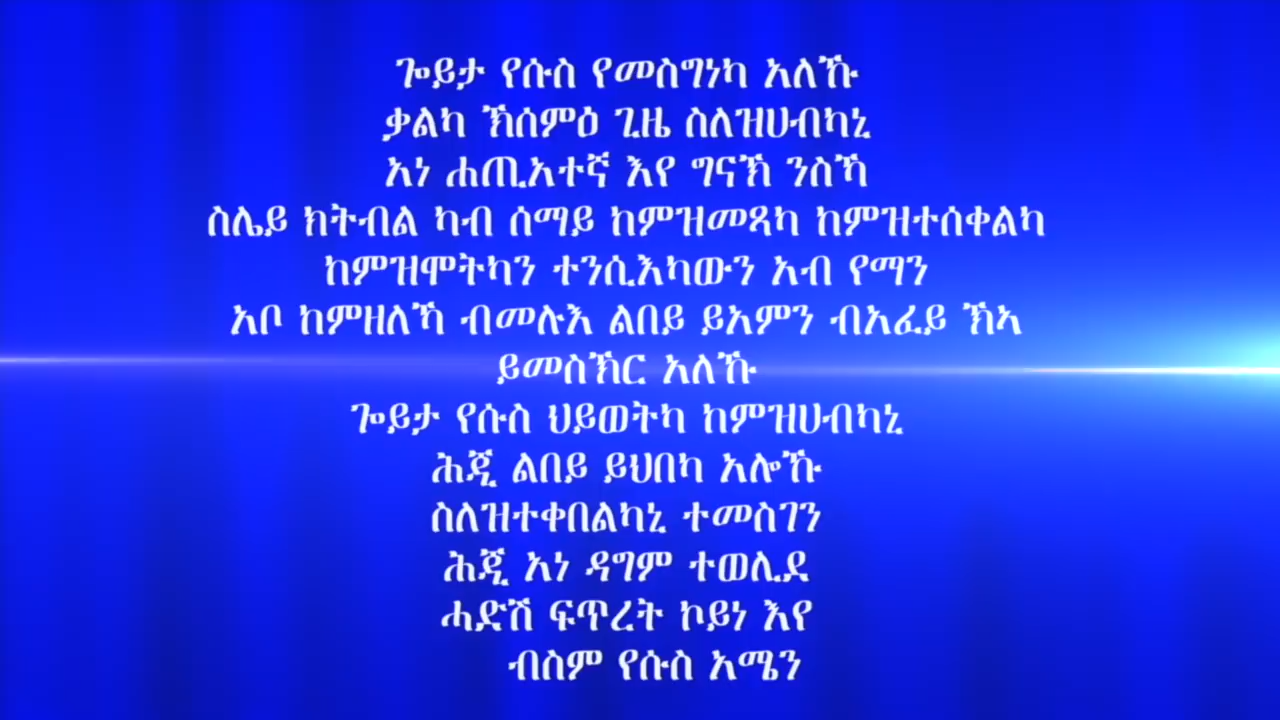 ጐይታ የሱስ የመስግነካ አለኹ
ቃልካ ኽሰምዕ ጊዜ ስለዝሀብካኒ
አነ ሐጢአተኛ እየ ግናኽ ንስኻ
ስሌይ ክትብል ካብ ሰማይ ከምዝመጻካ ከምዝተሰቀልካ
ከምዝሞትካን ተንሲእካውን አብ የማን
አቦ ከምዘለኻ ብመሉእ ልበይ ይአምን ብአፈይ ኽኣ
ይመስኽር አለኹ
ጐይታ የሱስ ህይወትካ ከምዝሀብካኒ
ሕጂ ልበይ ይህበካ አሎኹ
ስለዝተቀበልካኒ ተመስገን
ሕጂ አነ ዳግም ተወሊደ
ሓድሽ ፍጥረት ኮይነ እየ
ብስም የሱስ አሜን